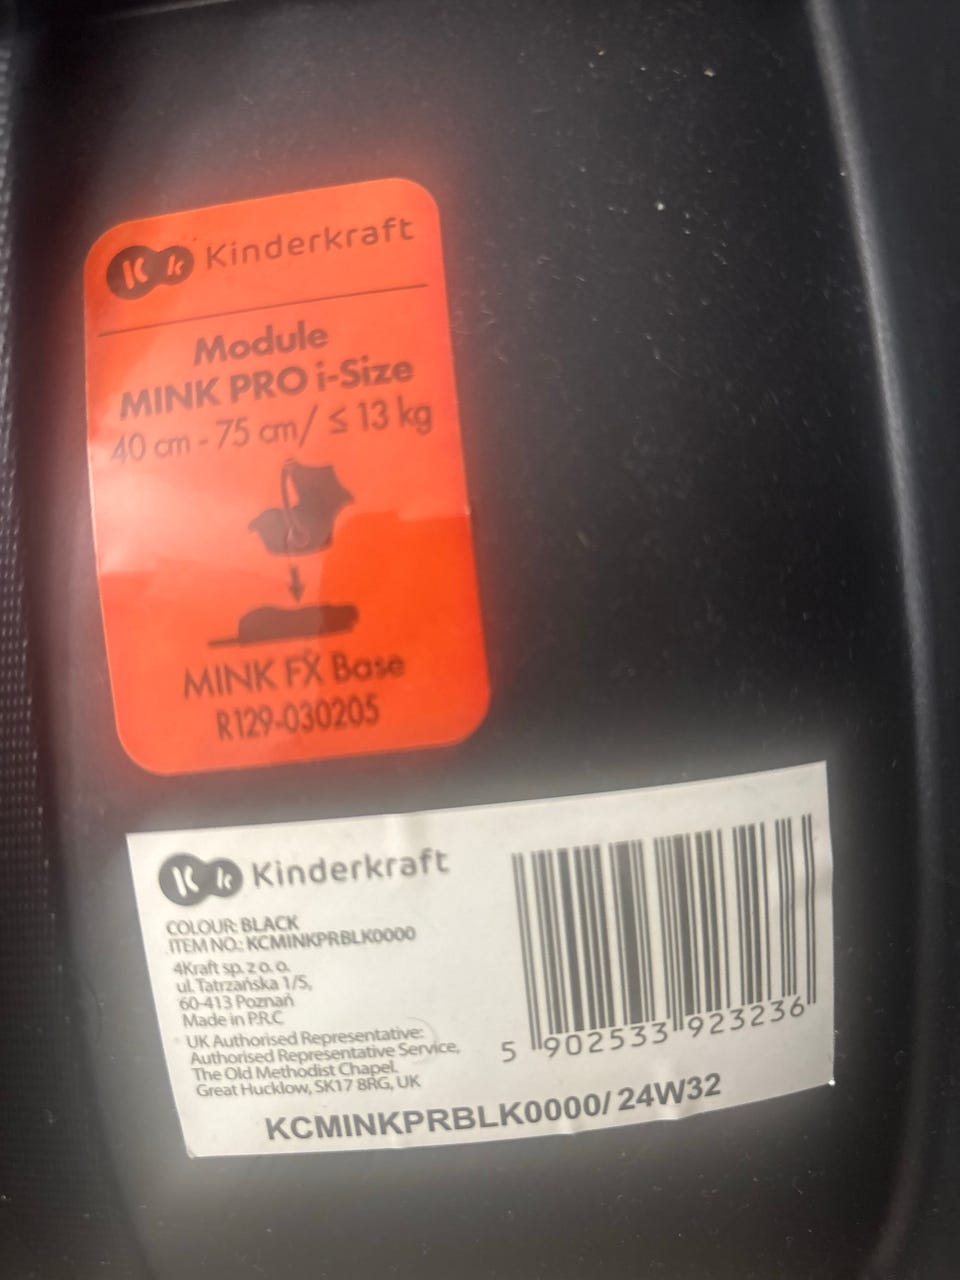 Kk Kinderkraft
Module
MINK PRO i-Size
40 cm - 75 cm/ ≤ 13 kg
MINK FX Base
R129-030205
Kk Kinderkraft
COLOUR: BLACK
ITEM NO.: KCMINKPRBLK0000
4Kraft sp. z o. o.
ul. Tatrzańska 1/5,
60-413 Poznań
Made in P.R.C
UK Authorised Representative:
Authorised Representative Service,
The Old Methodist Chapel.
Great Hucklow, SK17 8RG, UK
5 902533 923236
KCMINKPRBLK0000/ 24W32